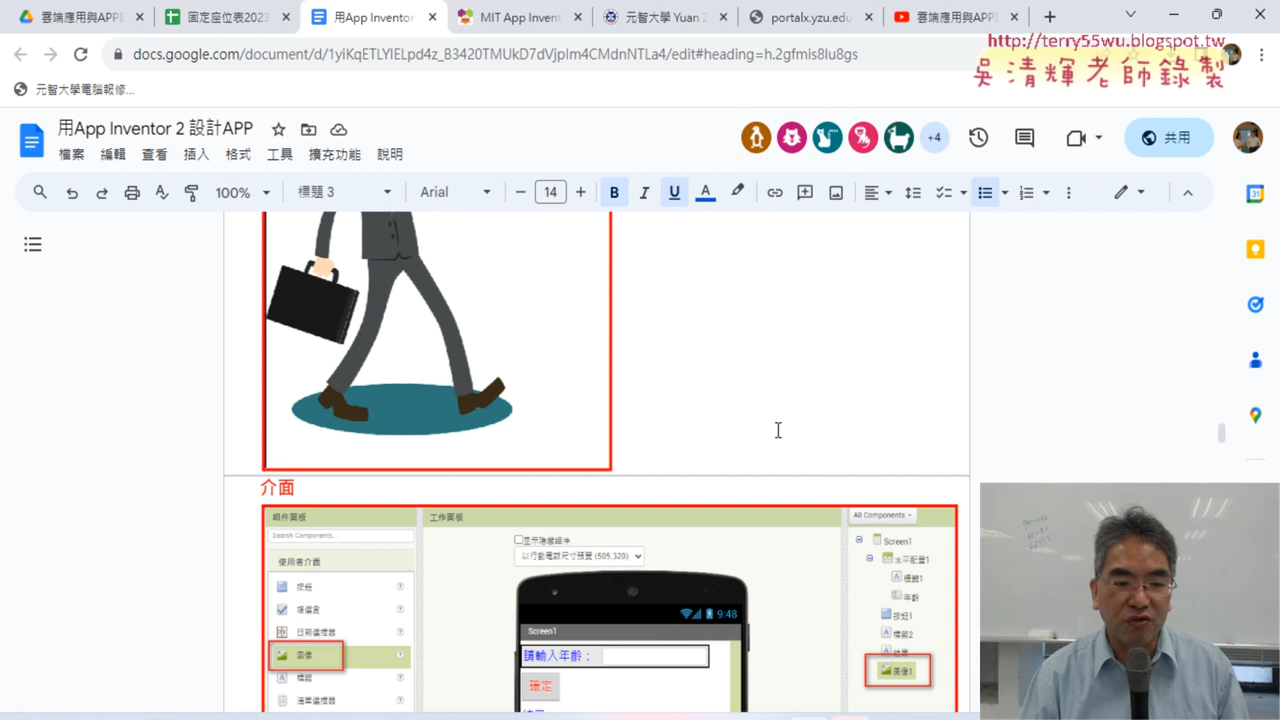 雲端應用與APP
固定座位表2023
用App Inventor
MIT App Invent
元智大學 Yuan Z
portalx.yzu.edu
雲端應用與APP
docs.google.com/document/d/1yiKqETLYlELpd4z_B3420TMUkD7dVjplm4CMdnNTLa4/edit#heading=h.2gfmis8lu8gs
http://terry55wu.blogspot.tw
吳清輝老師錄製
元智大學電腦報修...
用App Inventor 2 設計APP
+4
共用
檔案 編輯 查看 插入 格式 工具 擴充功能 說明
100% 標題 3 Arial 14 B I U A
31
介面
組件面板 工作面板 All Components
Search Components...
顯示隱藏組件
以行動電話尺寸預覽 (505,320)
使用者介面
按鈕
複選盒
日期選擇器
圖像
標籤
清單選擇器
9:48
Screen1
請輸入年齡：
確定
Screen1
水平配置1
標籤1
年齡
按鈕1
標籤2
圖像1